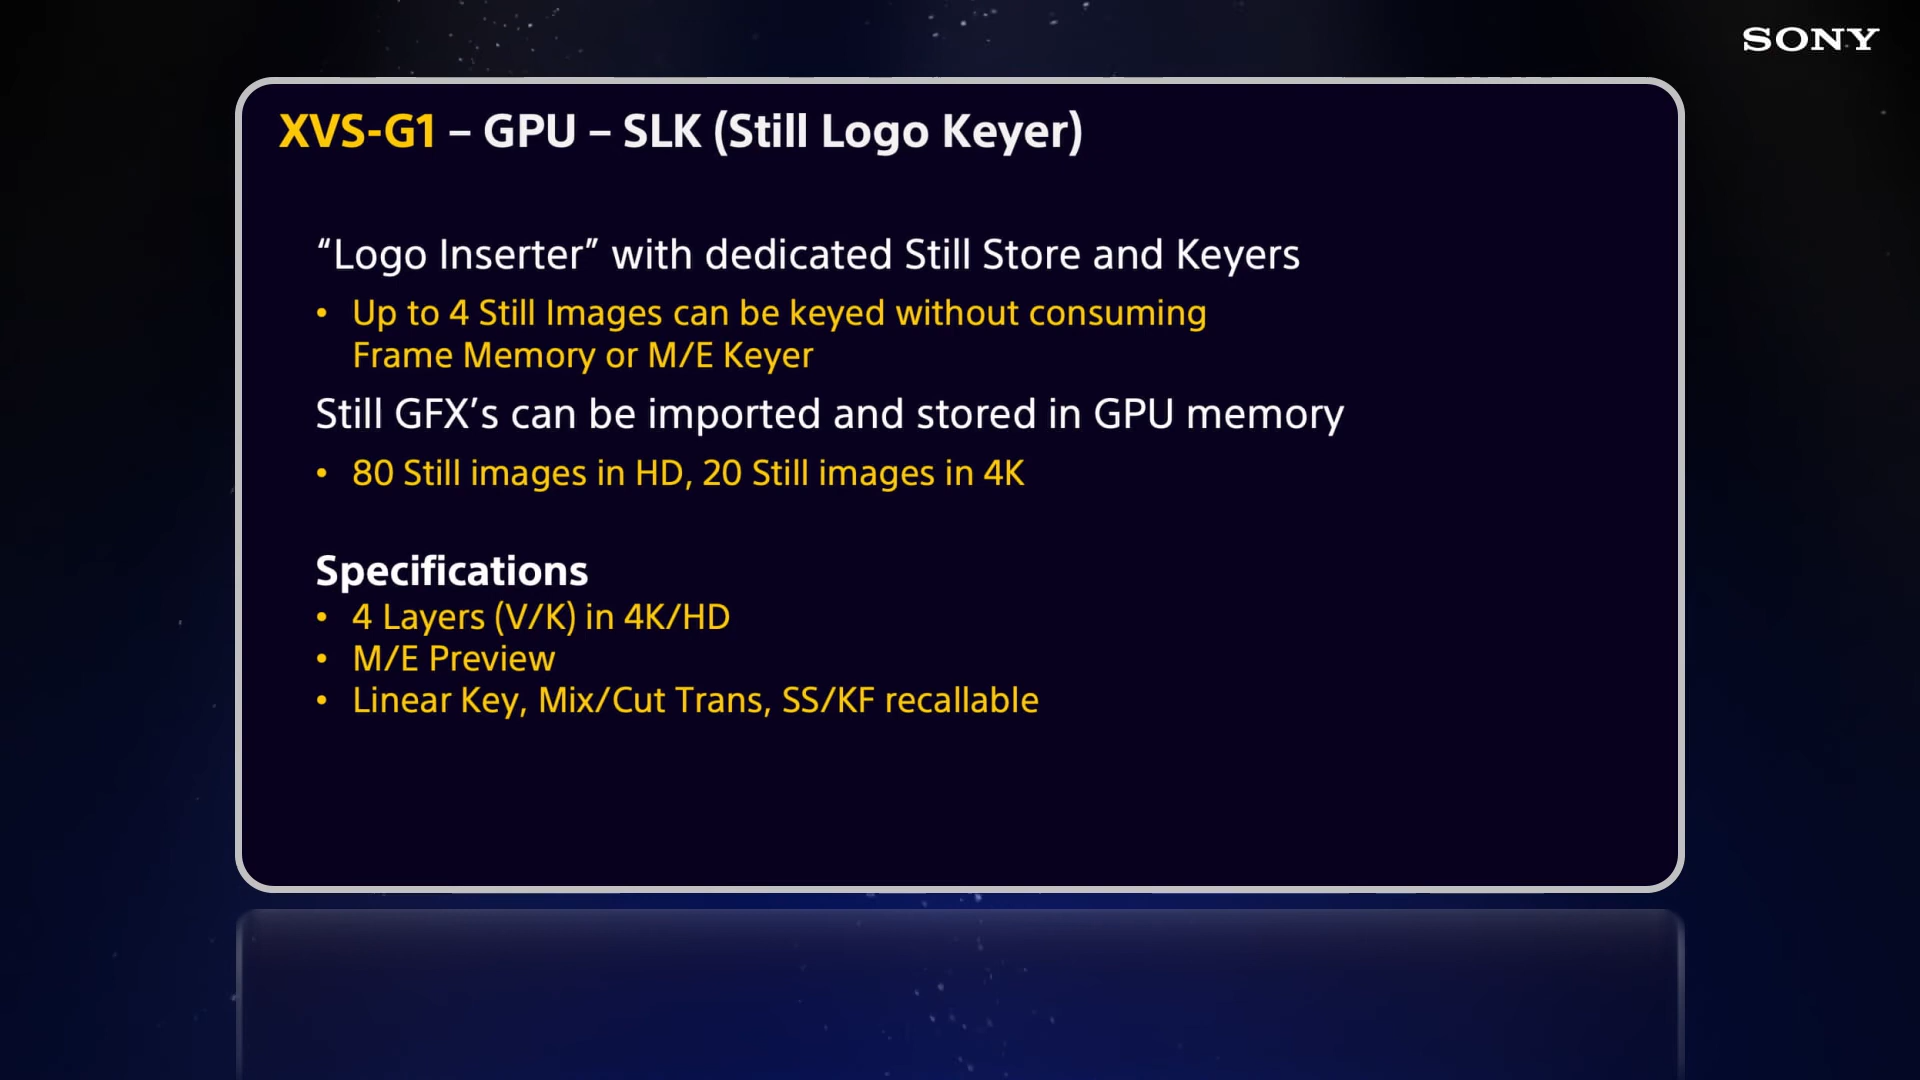 SONY
XVS-G1 – GPU – SLK (Still Logo Keyer)
“Logo Inserter” with dedicated Still Store and Keyers
• Up to 4 Still Images can be keyed without consuming
Frame Memory or M/E Keyer
Still GFX’s can be imported and stored in GPU memory
• 80 Still images in HD, 20 Still images in 4K
Specifications
• 4 Layers (V/K) in 4K/HD
• M/E Preview
• Linear Key, Mix/Cut Trans, SS/KF recallable